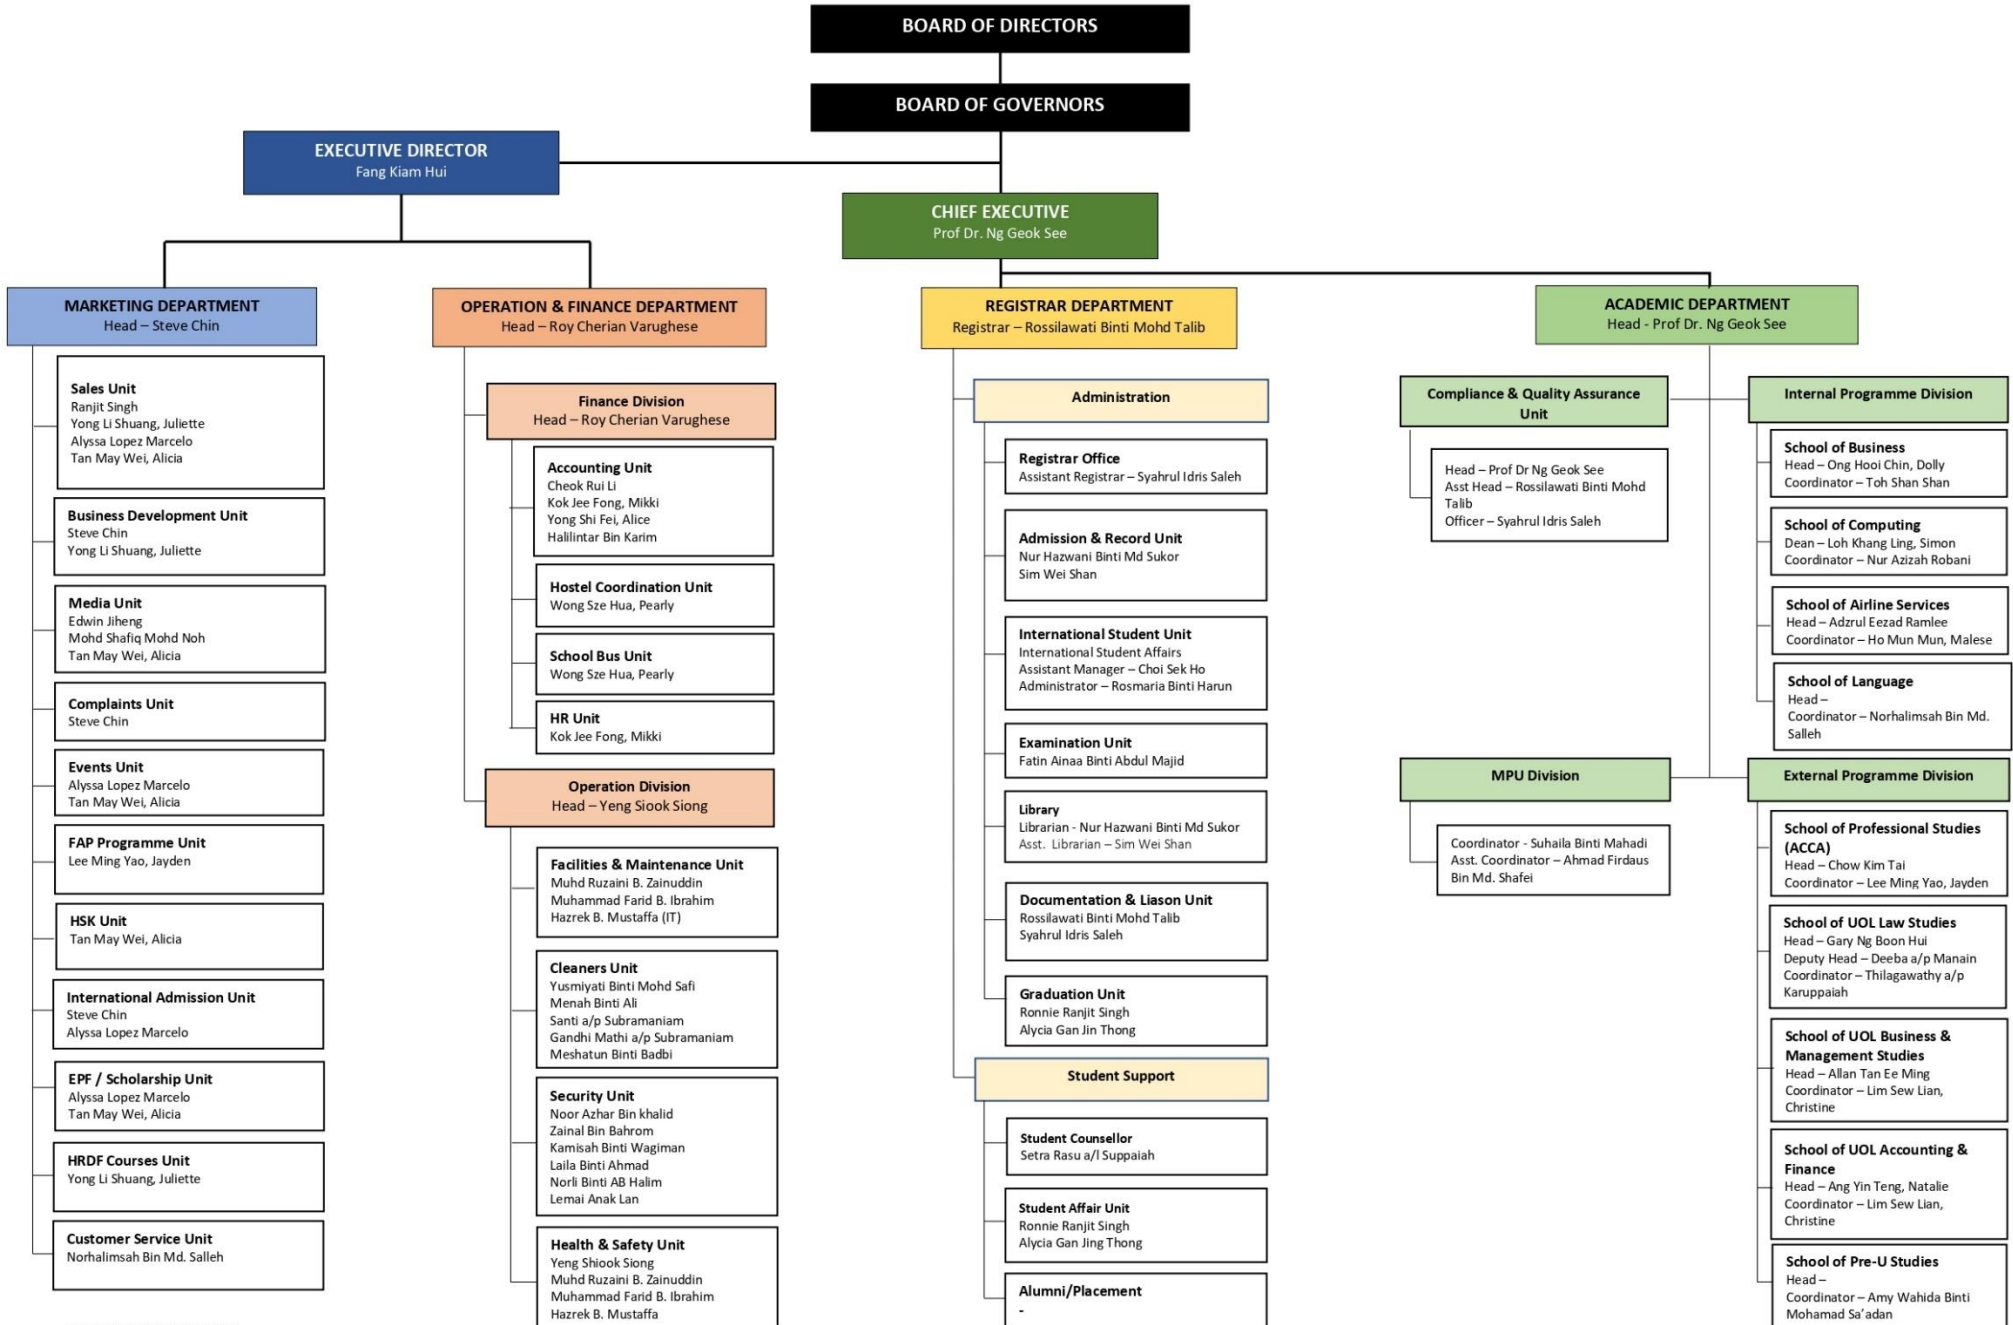 BOARD OF DIRECTORS
BOARD OF GOVERNORS
EXECUTIVE DIRECTOR
Fang Kiam Hui
CHIEF EXECUTIVE
Prof Dr. Ng Geok See
MARKETING DEPARTMENT
Head – Steve Chin
Sales Unit
Ranjit Singh
Yong Li Shuang, Juliette
Alyssa Lopez Marcelo
Tan May Wei, Alicia
Business Development Unit
Steve Chin
Yong Li Shuang, Juliette
Media Unit
Edwin Jiheng
Mohd Shafiq Mohd Noh
Tan May Wei, Alicia
Complaints Unit
Steve Chin
Events Unit
Alyssa Lopez Marcelo
Tan May Wei, Alicia
FAP Programme Unit
Lee Ming Yao, Jayden
HSK Unit
Tan May Wei, Alicia
International Admission Unit
Steve Chin
Alyssa Lopez Marcelo
EPF / Scholarship Unit
Alyssa Lopez Marcelo
Tan May Wei, Alicia
HRDF Courses Unit
Yong Li Shuang, Juliette
Customer Service Unit
Norhalimsah Bin Md. Salleh
OPERATION & FINANCE DEPARTMENT
Head – Roy Cherian Varughese
Finance Division
Head – Roy Cherian Varughese
Accounting Unit
Cheok Rui Li
Kok Jee Fong, Mikki
Yong Shi Fei, Alice
Halilintar Bin Karim
Hostel Coordination Unit
Wong Sze Hua, Pearly
School Bus Unit
Wong Sze Hua, Pearly
HR Unit
Kok Jee Fong, Mikki
Operation Division
Head – Yeng Siook Siong
Facilities & Maintenance Unit
Muhd Ruzaini B. Zainuddin
Muhammad Farid B. Ibrahim
Hazrek B. Mustaffa (IT)
Cleaners Unit
Yusmiyati Binti Mohd Safi
Menah Binti Ali
Santi a/p Subramaniam
Gandhi Mathi a/p Subramaniam
Meshatun Binti Badbi
Security Unit
Noor Azhar Bin khalid
Zainal Bin Bahrom
Kamisah Binti Wagiman
Laila Binti Ahmad
Norli Binti AB Halim
Lemai Anak Lan
Health & Safety Unit
Yeng Shiook Siong
Muhd Ruzaini B. Zainuddin
Muhammad Farid B. Ibrahim
Hazrek B. Mustaffa
REGISTRAR DEPARTMENT
Registrar – Rossilawati Binti Mohd Talib
Administration
Registrar Office
Assistant Registrar – Syahrul Idris Saleh
Admission & Record Unit
Nur Hazwani Binti Md Sukor
Sim Wei Shan
International Student Unit
International Student Affairs
Assistant Manager – Choi Sek Ho
Administrator – Rosmaria Binti Harun
Examination Unit
Fatin Ainaa Binti Abdul Majid
Library
Librarian - Nur Hazwani Binti Md Sukor
Asst. Librarian – Sim Wei Shan
Documentation & Liason Unit
Rossilawati Binti Mohd Talib
Syahrul Idris Saleh
Graduation Unit
Ronnie Ranjit Singh
Alycia Gan Jin Thong
Student Support
Student Counsellor
Setra Rasu a/l Suppaiah
Student Affair Unit
Ronnie Ranjit Singh
Alycia Gan Jing Thong
Alumni/Placement
-
ACADEMIC DEPARTMENT
Head - Prof Dr. Ng Geok See
Compliance & Quality Assurance
Unit
Head – Prof Dr Ng Geok See
Asst Head – Rossilawati Binti Mohd
Talib
Officer – Syahrul Idris Saleh
MPU Division
Coordinator - Suhaila Binti Mahadi
Asst. Coordinator – Ahmad Firdaus
Bin Md. Shafei
Internal Programme Division
School of Business
Head – Ong Hooi Chin, Dolly
Coordinator – Toh Shan Shan
School of Computing
Dean – Loh Khang Ling, Simon
Coordinator – Nur Azizah Robani
School of Airline Services
Head – Adzrul Eezad Ramlee
Coordinator – Ho Mun Mun, Malese
School of Language
Head –
Coordinator – Norhalimsah Bin Md.
Salleh
External Programme Division
School of Professional Studies
(ACCA)
Head – Chow Kim Tai
Coordinator – Lee Ming Yao, Jayden
School of UOL Law Studies
Head – Gary Ng Boon Hui
Deputy Head – Deeba a/p Manain
Coordinator – Thilagawathy a/p
Karuppaiah
School of UOL Business &
Management Studies
Head – Allan Tan Ee Ming
Coordinator – Lim Sew Lian,
Christine
School of UOL Accounting &
Finance
Head – Ang Yin Teng, Natalie
Coordinator – Lim Sew Lian,
Christine
School of Pre-U Studies
Head –
Coordinator – Amy Wahida Binti
Mohamad Sa’adan